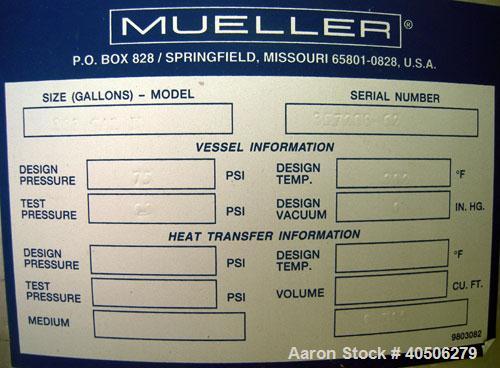 MUELLER®
P.O. BOX 828 / SPRINGFIELD, MISSOURI 65801-0828, U.S.A.
SIZE (GALLONS) – MODEL SERIAL NUMBER
VESSEL INFORMATION
DESIGN PRESSURE 75 PSI DESIGN TEMP. °F
TEST PRESSURE PSI DESIGN VACUUM IN. HG.
HEAT TRANSFER INFORMATION
DESIGN PRESSURE PSI DESIGN TEMP. °F
TEST PRESSURE PSI VOLUME CU. FT.
MEDIUM
9803082
Aaron Stock # 40506279